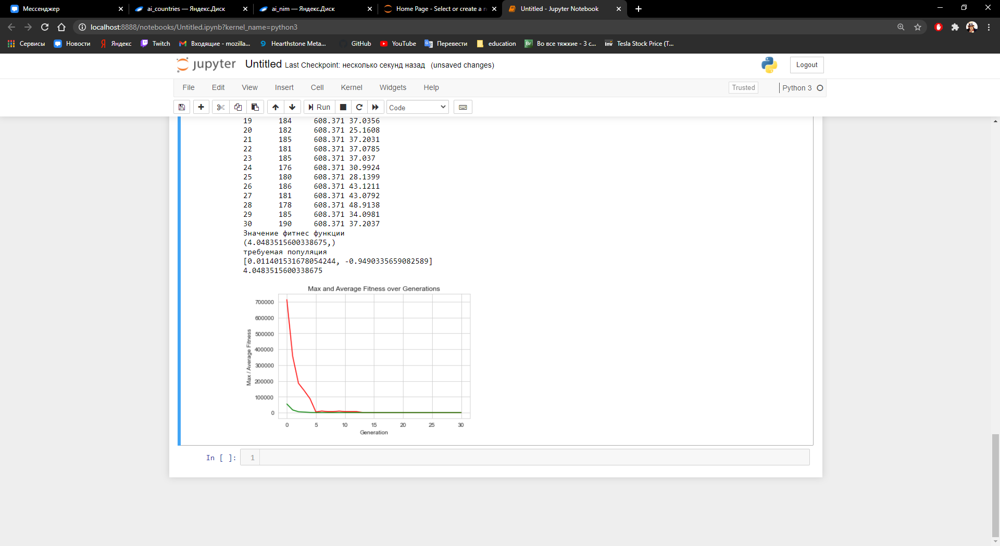 Мессенджер
ai_countries — Яндекс.Диск
ai_nim — Яндекс.Диск
Home Page - Select or create a n
Untitled - Jupyter Notebook
localhost:8888/notebooks/Untitled.ipynb?kernel_name=python3
Сервисы
Новости
Яндекс
Twitch
Входящие - mozilla...
Hearthstone Meta...
GitHub
YouTube
Перевести
education
Br
Во все тяжкие - 3 с...
Inv
Tesla Stock Price (T...
jupyter Untitled Last Checkpoint: несколько секунд назад (unsaved changes)
Logout
File Edit View Insert Cell Kernel Widgets Help
Trusted
Python 3
Run
Code
19 184 608.371 37.0356
20 182 608.371 25.1608
21 185 608.371 37.2031
22 181 608.371 37.0785
23 185 608.371 37.037
24 176 608.371 30.9924
25 180 608.371 28.1399
26 186 608.371 43.1211
27 181 608.371 43.0792
28 178 608.371 48.9138
29 185 608.371 34.0981
30 190 608.371 37.2037
Значение фитнес функции
(4.0483515600338675,)
требуемая популяция
[0.011401531678054244, -0.9490335659082589]
4.0483515600338675
Max and Average Fitness over Generations
Max / Average Fitness
700000
600000
500000
400000
300000
200000
100000
0
0 5 10 15 20 25 30
Generation
In [ ]: 1